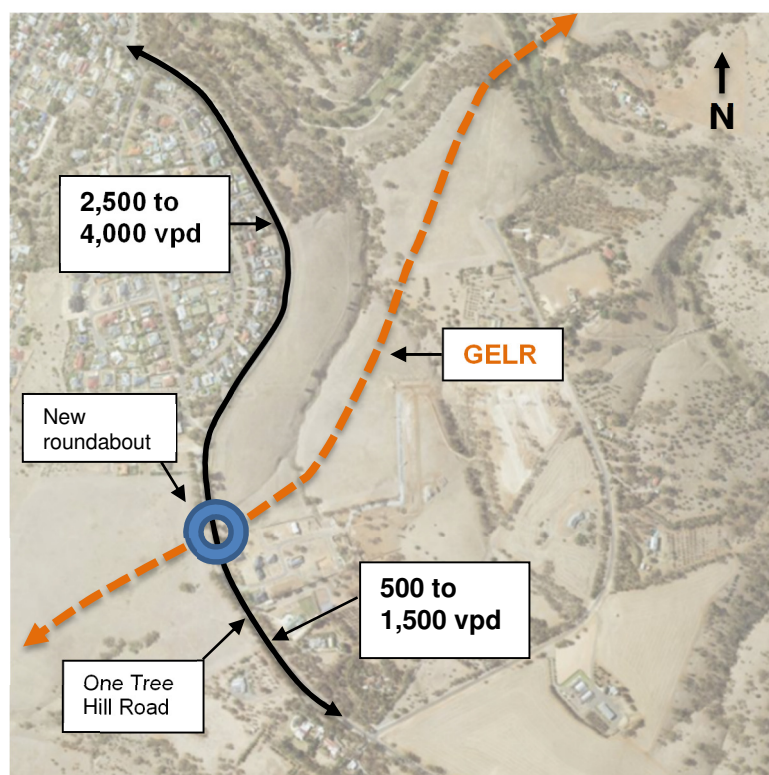 N
2,500 to
4,000 vpd
GELR
New
roundabout
500 to
1,500 vpd
One Tree
Hill Road